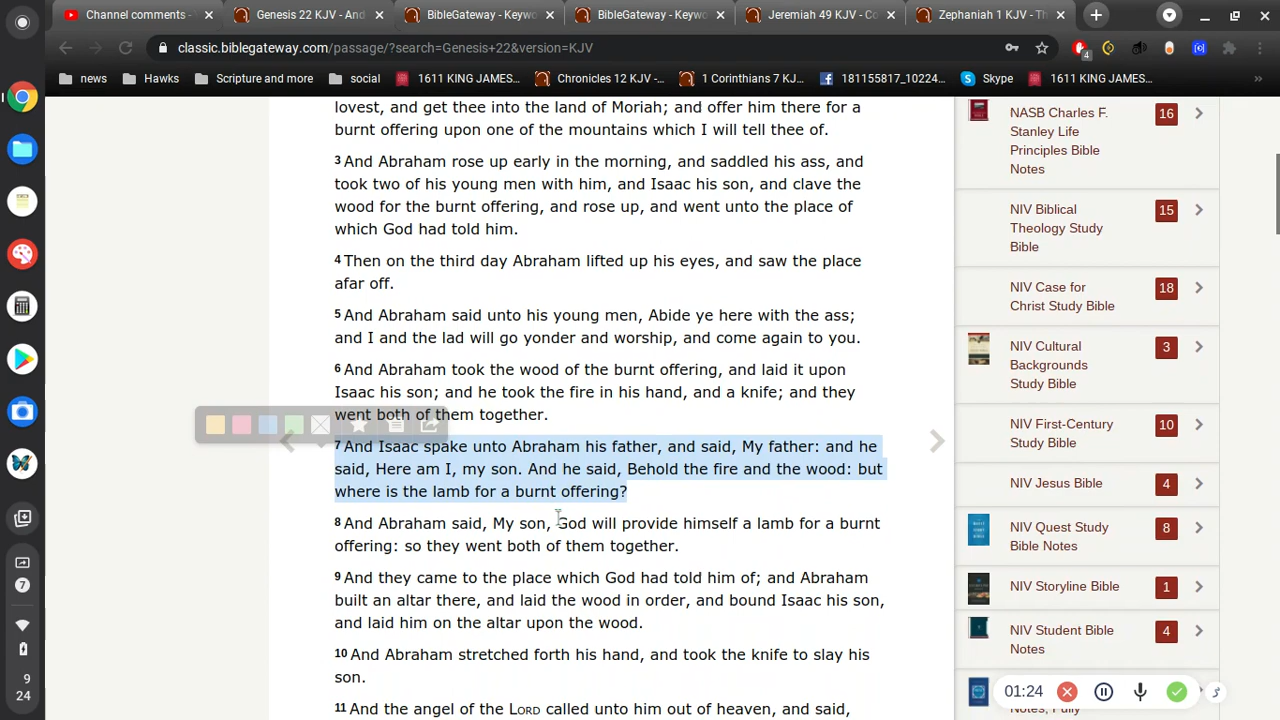 Channel comments - Y
Genesis 22 KJV - And
BibleGateway - Keywo
BibleGateway - Keywo
Jeremiah 49 KJV - Co
Zephaniah 1 KJV - Th
classic.biblegateway.com/passage/?search=Genesis+22&version=KJV
4
news
Hawks
Scripture and more
social
1611 KING JAMES...
Chronicles 12 KJV -...
1 Corinthians 7 KJ...
181155817_10224...
Skype
1611 KING JAMES...
»
lovest, and get thee into the land of Moriah; and offer him there for a
burnt offering upon one of the mountains which I will tell thee of.
3 And Abraham rose up early in the morning, and saddled his ass, and
took two of his young men with him, and Isaac his son, and clave the
wood for the burnt offering, and rose up, and went unto the place of
which God had told him.
4 Then on the third day Abraham lifted up his eyes, and saw the place
afar off.
5 And Abraham said unto his young men, Abide ye here with the ass;
and I and the lad will go yonder and worship, and come again to you.
6 And Abraham took the wood of the burnt offering, and laid it upon
Isaac his son; and he took the fire in his hand, and a knife; and they
went both of them together.
7 And Isaac spake unto Abraham his father, and said, My father: and he
said, Here am I, my son. And he said, Behold the fire and the wood: but
where is the lamb for a burnt offering?
8 And Abraham said, My son, God will provide himself a lamb for a burnt
offering: so they went both of them together.
9 And they came to the place which God had told him of; and Abraham
built an altar there, and laid the wood in order, and bound Isaac his son,
and laid him on the altar upon the wood.
10 And Abraham stretched forth his hand, and took the knife to slay his
son.
11 And the angel of the LORD called unto him out of heaven, and said,
NASB Charles F.
Stanley Life
Principles Bible
Notes
16
NIV Biblical
Theology Study
Bible
15
NIV Case for
Christ Study Bible
18
NIV Cultural
Backgrounds
Study Bible
3
NIV First-Century
Study Bible
10
NIV Jesus Bible
4
NIV Quest Study
Bible Notes
8
NIV Storyline Bible
1
NIV Student Bible
Notes
4
Notes, Fully
01:24
7
9
24